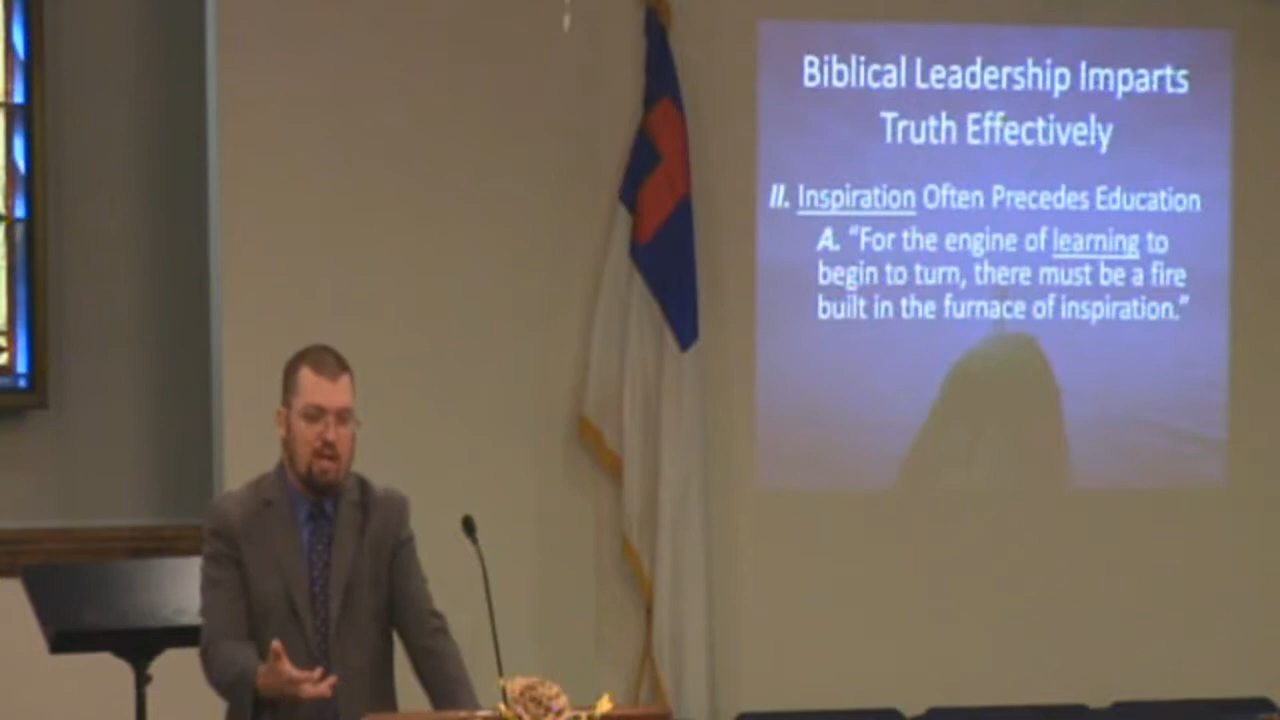 Biblical Leadership Imparts
Truth Effectively
II. Inspiration Often Precedes Education
A. “For the engine of learning to
begin to turn, there must be a fire
built in the furnace of inspiration.”